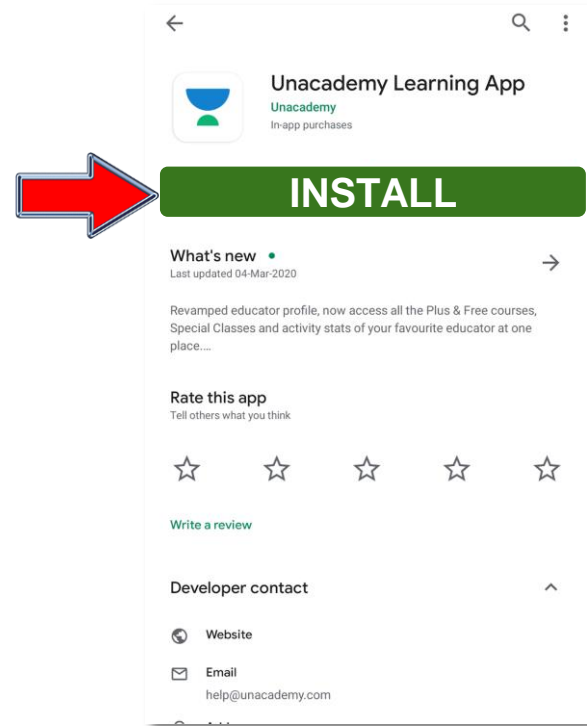 Unacademy Learning App
Unacademy
In-app purchases
INSTALL
What's new
Last updated 04-Mar-2020
Revamped educator profile, now access all the Plus & Free courses,
Special Classes and activity stats of your favourite educator at one
place....
Rate this app
Tell others what you think
Write a review
Developer contact
Website
Email
help@unacademy.com